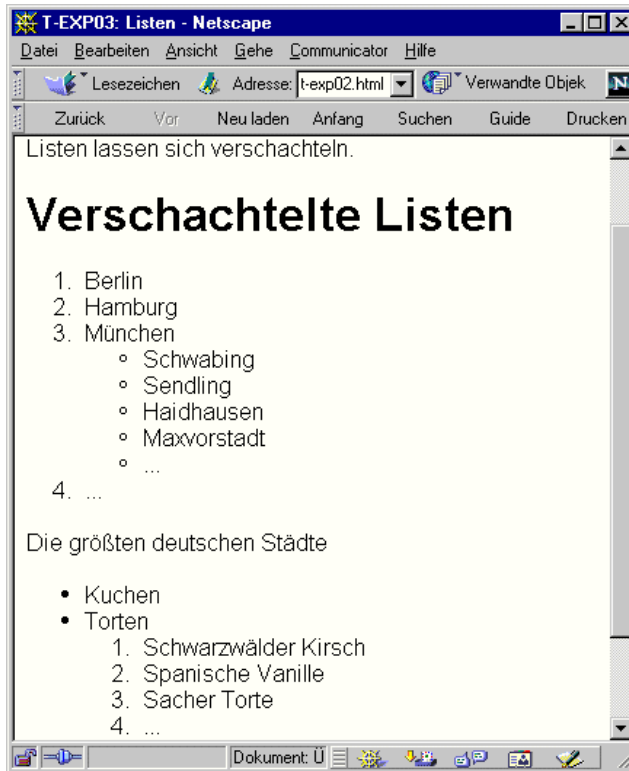 T-EXP03: Listen - Netscape
Datei Bearbeiten Ansicht Gehe Communicator Hilfe
Lesezeichen Adresse: t-exp02.html Verwandte Objek N
Zurück Vor Neu laden Anfang Suchen Guide Drucken
Listen lassen sich verschachteln.
Verschachtelte Listen
1. Berlin
2. Hamburg
3. München
Schwabing
Sendling
Haidhausen
Maxvorstadt
...
4. ...
Die größten deutschen Städte
• Kuchen
• Torten
1. Schwarzwälder Kirsch
2. Spanische Vanille
3. Sacher Torte
4. ...
Dokument: Ü